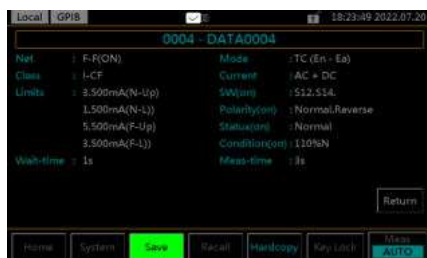 Local GPIB 18:23:49 2022.07.20
0004 - DATA0004
Net : F-F(ON) Mode : TC (En - Ea)
Class : I-CF Current : AC + DC
Limits : 3.500mA(N-Up) SW(on) : S12.S14.
1.500mA(N-L)) Polarity(on) : Normal.Reverse
5.500mA(F-Up) Status(on) : Normal
3.500mA(F-L)) Condition(on) : 110%N
Wait-time : 1s Meas-time : 3s
Return
Home System Save Recall Hardcopy Key Lock Meas
AUTO